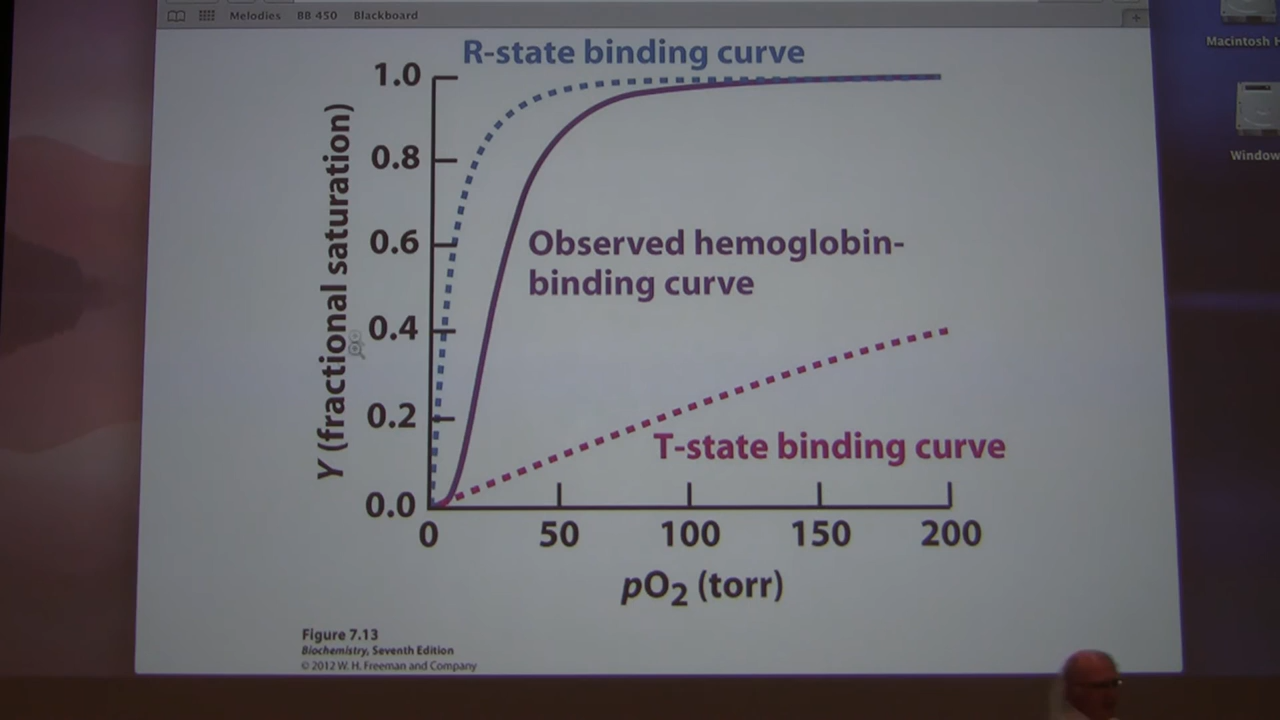 Melodies BB 450 Blackboard
Macintosh H
Window
R-state binding curve
1.0
0.8
0.6
0.4
0.2
0.0
Y (fractional saturation)
Observed hemoglobin-
binding curve
T-state binding curve
0 50 100 150 200
pO₂ (torr)
Figure 7.13
Biochemistry, Seventh Edition
© 2012 W. H. Freeman and Company